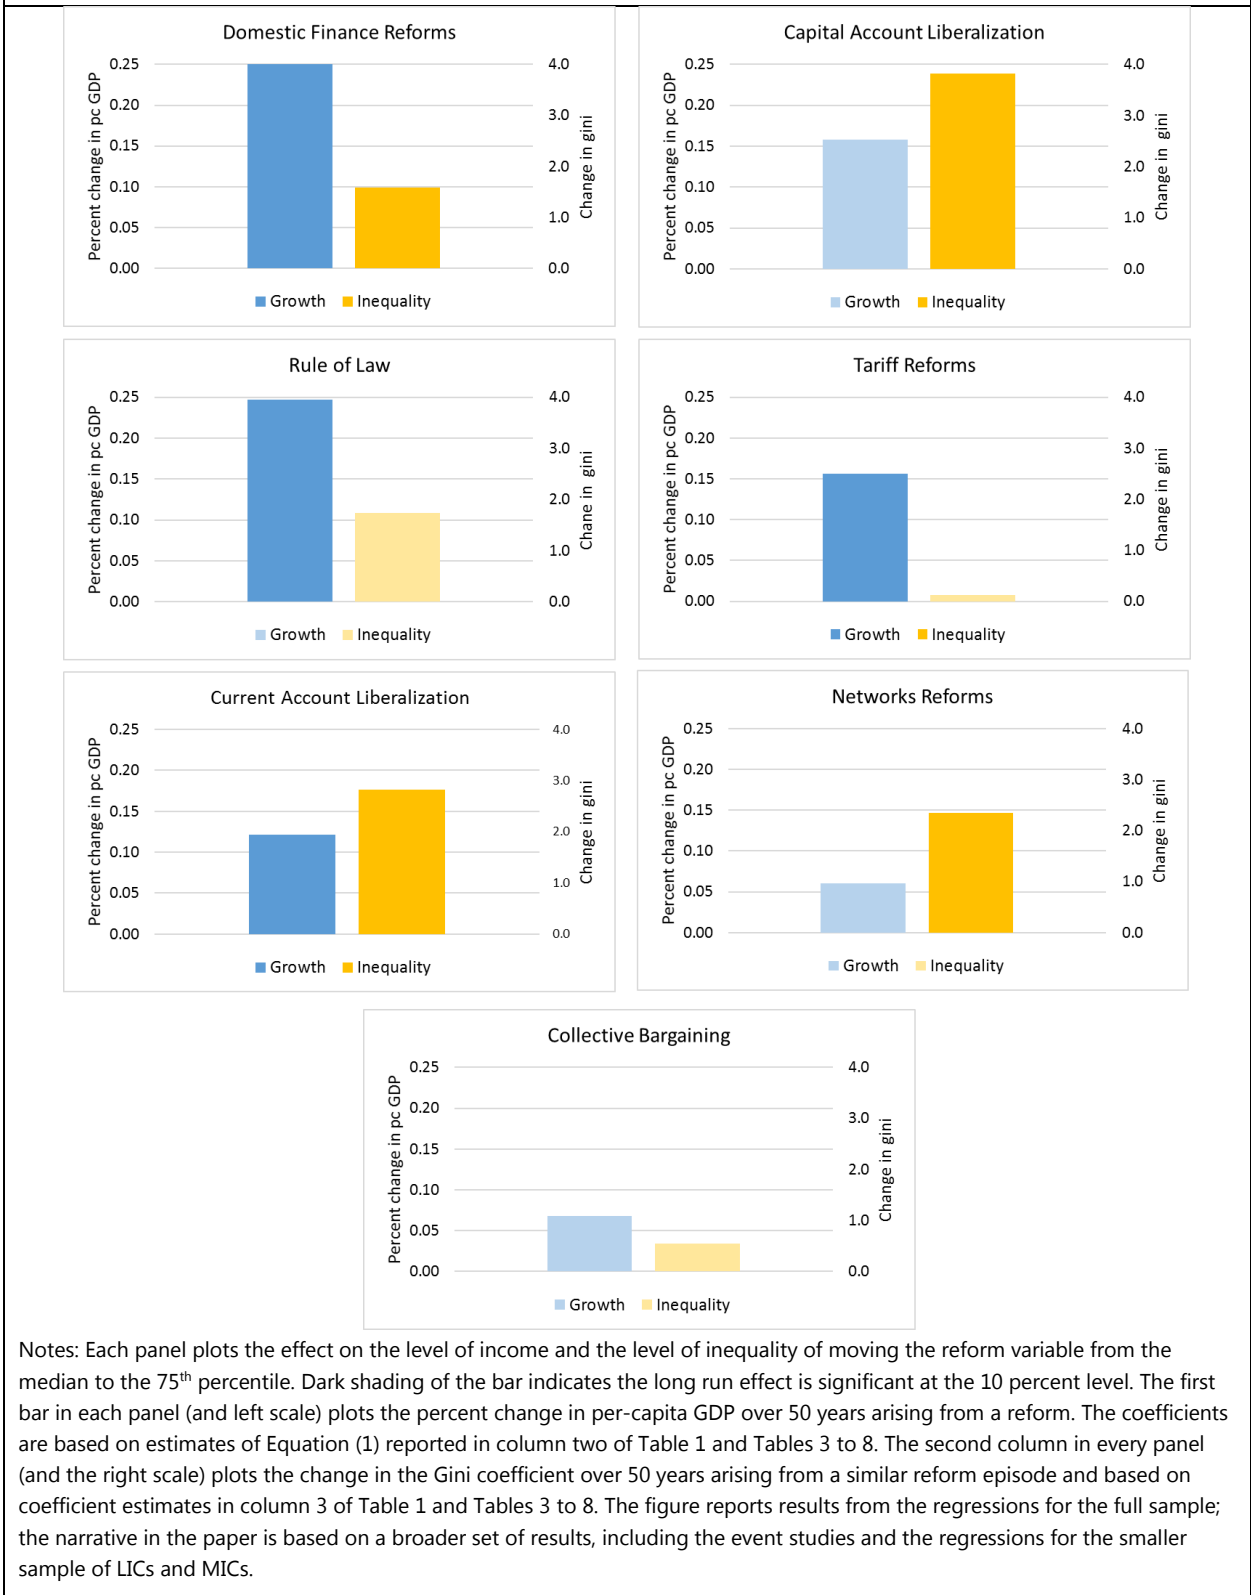 Domestic Finance Reforms
Percent change in pc GDP
0.25
0.20
0.15
0.10
0.05
0.00
4.0
3.0
2.0
1.0
0.0
Change in gini
Growth Inequality
Capital Account Liberalization
Percent change in pc GDP
0.25
0.20
0.15
0.10
0.05
0.00
4.0
3.0
2.0
1.0
0.0
Change in gini
Growth Inequality
Rule of Law
Percent change in pc GDP
0.25
0.20
0.15
0.10
0.05
0.00
4.0
3.0
2.0
1.0
0.0
Chane in gini
Growth Inequality
Tariff Reforms
Percent change in pc GDP
0.25
0.20
0.15
0.10
0.05
0.00
4.0
3.0
2.0
1.0
0.0
Change in gini
Growth Inequality
Current Account Liberalization
Percent change in pc GDP
0.25
0.20
0.15
0.10
0.05
0.00
4.0
3.0
2.0
1.0
0.0
Change in gini
Growth Inequality
Networks Reforms
Percent change in pc GDP
0.25
0.20
0.15
0.10
0.05
0.00
4.0
3.0
2.0
1.0
0.0
Change in gini
Growth Inequality
Collective Bargaining
Percent change in pc GDP
0.25
0.20
0.15
0.10
0.05
0.00
4.0
3.0
2.0
1.0
0.0
Change in gini
Growth Inequality
Notes: Each panel plots the effect on the level of income and the level of inequality of moving the reform variable from the
median to the 75th percentile. Dark shading of the bar indicates the long run effect is significant at the 10 percent level. The first
bar in each panel (and left scale) plots the percent change in per-capita GDP over 50 years arising from a reform. The coefficients
are based on estimates of Equation (1) reported in column two of Table 1 and Tables 3 to 8. The second column in every panel
(and the right scale) plots the change in the Gini coefficient over 50 years arising from a similar reform episode and based on
coefficient estimates in column 3 of Table 1 and Tables 3 to 8. The figure reports results from the regressions for the full sample;
the narrative in the paper is based on a broader set of results, including the event studies and the regressions for the smaller
sample of LICs and MICs.